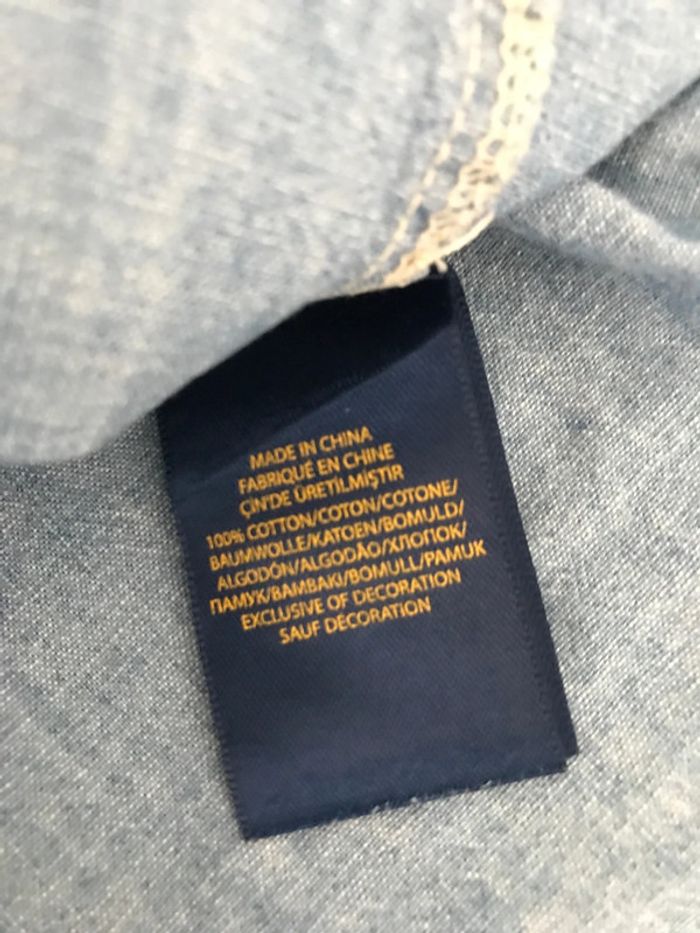 MADE IN CHINA
FABRIQUÉ EN CHINE
ÇİN'DE ÜRETİLMİŞTİR
100% COTTON/COTON/COTONE/
BAUMWOLLE/KATOEN/BOMULD/
ALGODÓN/ALGODÃO/ХЛОПОК/
ПАМУК/BAMBAKI/BOMULL/PAMUK
EXCLUSIVE OF DECORATION
SAUF DÉCORATION